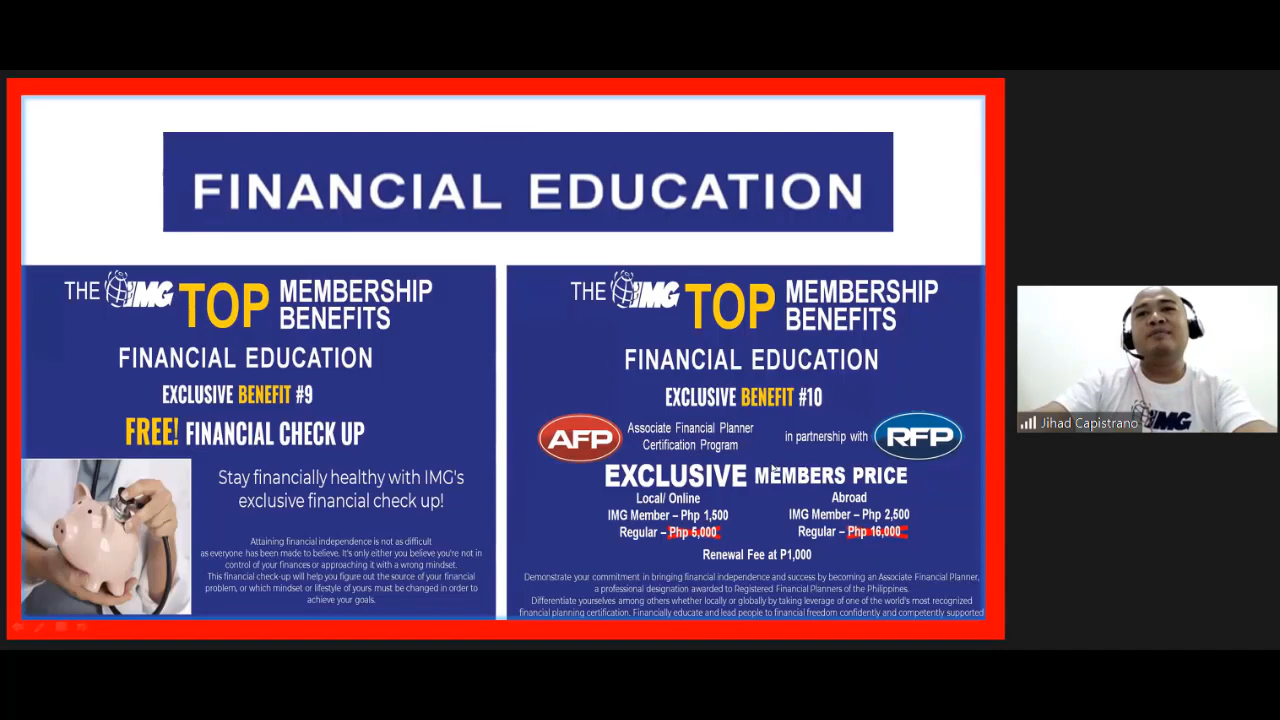 FINANCIAL EDUCATION
THE IMG TOP MEMBERSHIP BENEFITS
FINANCIAL EDUCATION
EXCLUSIVE BENEFIT #9
FREE! FINANCIAL CHECK UP
Stay financially healthy with IMG's
exclusive financial check up!
Attaining financial independence is not as difficult
as everyone has been made to believe. It's only either you believe you're not in
control of your finances or approaching it with a wrong mindset.
This financial check-up will help you figure out the source of your financial
problem, or which mindset or lifestyle of yours must be changed in order to
achieve your goals.
THE IMG TOP MEMBERSHIP BENEFITS
FINANCIAL EDUCATION
EXCLUSIVE BENEFIT #10
AFP Associate Financial Planner
Certification Program
in partnership with RFP
EXCLUSIVE MEMBERS PRICE
Local/ Online
IMG Member – Php 1,500
Regular – Php 5,000
Abroad
IMG Member – Php 2,500
Regular – Php 16,000
Renewal Fee at P1,000
Demonstrate your commitment in bringing financial independence and success by becoming an Associate Financial Planner,
a professional designation awarded to Registered Financial Planners of the Philippines.
Differentiate yourselves among others whether locally or globally by taking leverage of one of the world's most recognized
financial planning certification. Financially educate and lead people to financial freedom confidently and competently supported
IMG
Jihad Capistrano